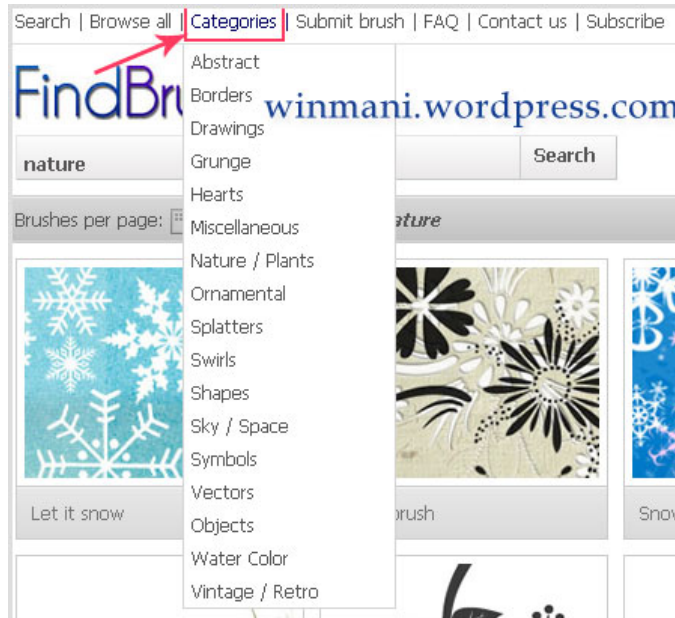 Search | Browse all | Categories | Submit brush | FAQ | Contact us | Subscribe
Abstract
FindBru
Borders
winmani.wordpress.com
Drawings
nature
Grunge
Search
Hearts
Brushes per page:
Miscellaneous
nature
Nature / Plants
Ornamental
Splatters
Swirls
Shapes
Sky / Space
Symbols
Vectors
Let it snow
brush
Objects
Water Color
Vintage / Retro